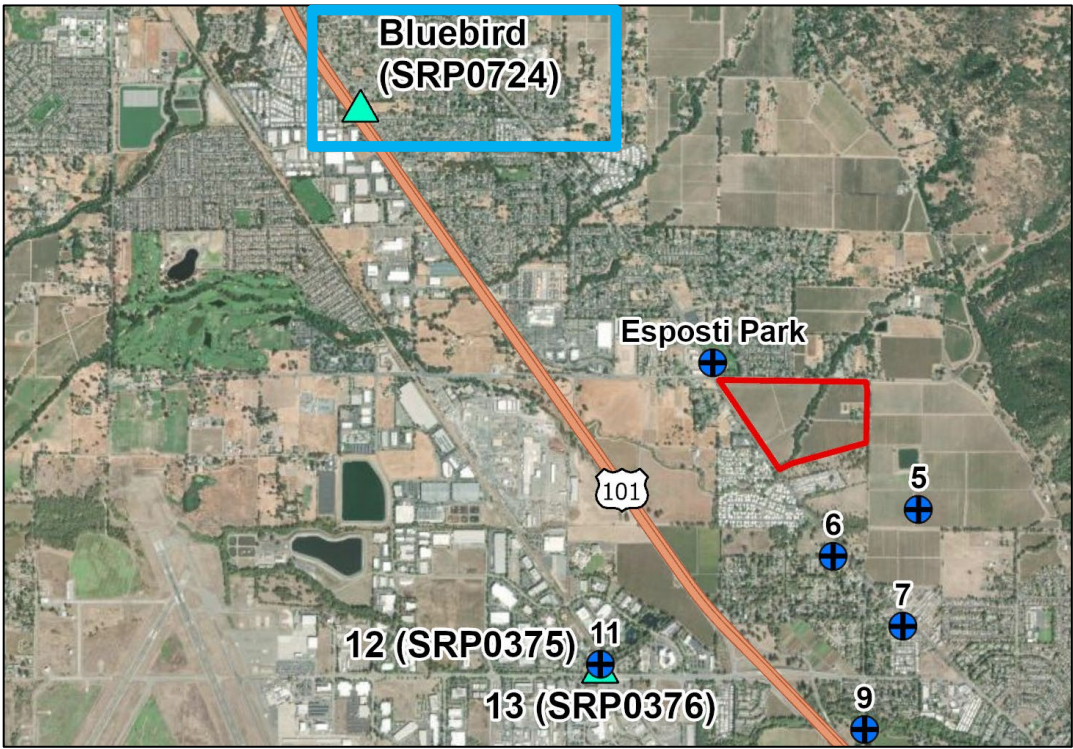 Bluebird
(SRP0724)
Esposti Park
101
5
6
7
12 (SRP0375)
11
13 (SRP0376)
9